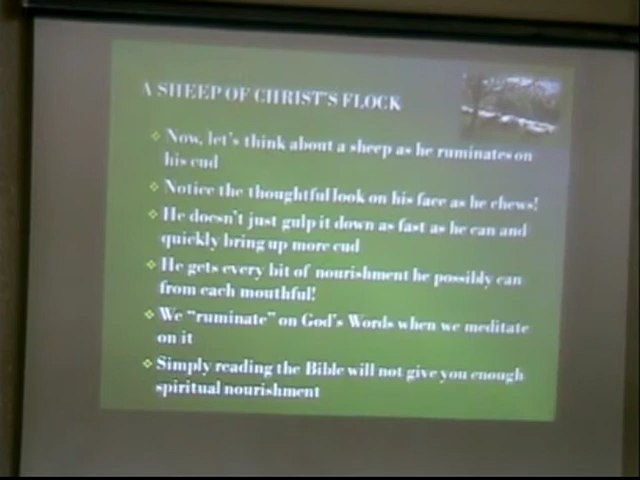 A SHEEP OF CHRIST'S FLOCK
Now, let's think about a sheep as he ruminates on
his cud
Notice the thoughtful look on his face as he chews!
He doesn't just gulp it down as fast as he can and
quickly bring up more cud
He gets every bit of nourishment he possibly can
from each mouthful!
We "ruminate" on God's Words when we meditate
on it
Simply reading the Bible will not give you enough
spiritual nourishment